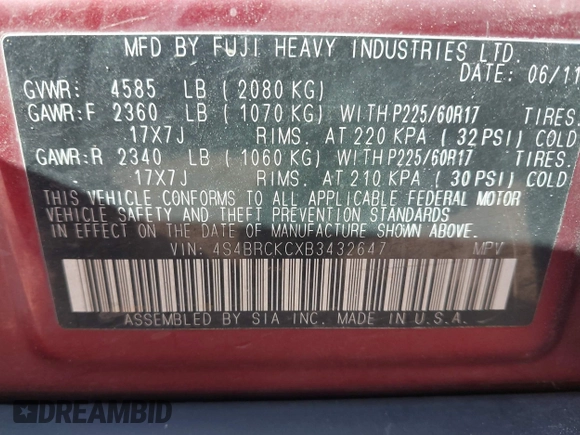 MFD BY FUJI HEAVY INDUSTRIES LTD.
DATE: 06/11
GVWR: 4585 LB (2080 KG)
GAWR:F 2360 LB (1070 KG) WITH P225/60R17 TIRES.
17X7J RIMS. AT 220 KPA (32 PSI) COLD
GAWR:R 2340 LB (1060 KG) WITH P225/60R17 TIRES.
17X7J RIMS. AT 210 KPA (30 PSI) COLD
THIS VEHICLE CONFORMS TO ALL APPLICABLE FEDERAL MOTOR
VEHICLE SAFETY AND THEFT PREVENTION STANDARDS
IN EFFECT ON THE DATE OF MANUFACTURE SHOWN ABOVE.
VIN: 4S4BRCKCXB3432647 MPV
ASSEMBLED BY SIA INC. MADE IN U.S.A.
DREAMBID